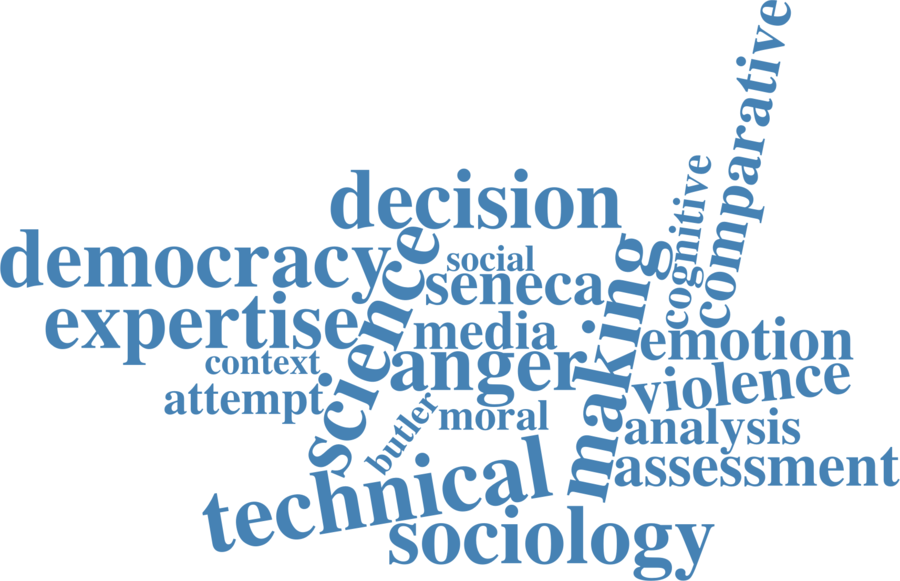 comparative
decision
cognitive
democracy
science
social
seneca
making
expertise
media
emotion
context
anger
violence
attempt
butler
moral
analysis
technical
assessment
sociology